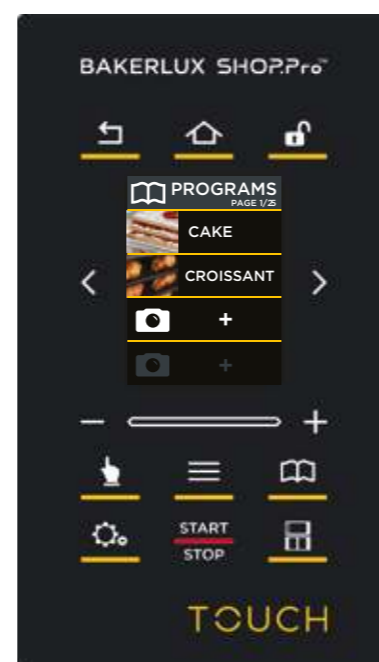 BAKERLUX SHOP.Pro™
PROGRAMS
PAGE 1/25
CAKE
CROISSANT
+
+
− +
START
STOP
TOUCH